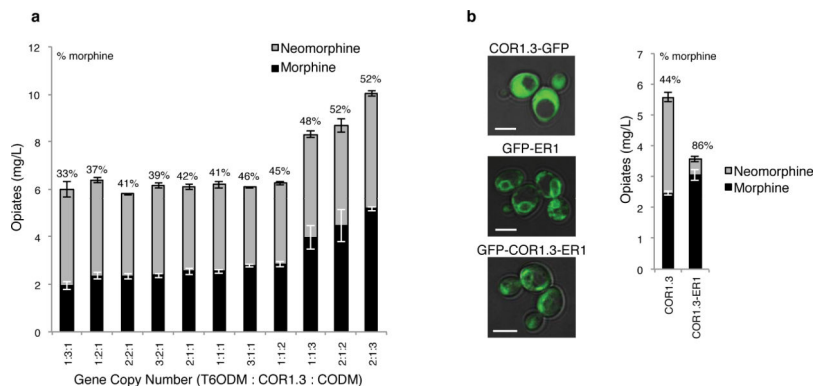 a
b
12
10
8
6
4
2
0
Opiates (mg/L)
% morphine
Neomorphine
Morphine
33%
37%
41%
39%
42%
41%
46%
45%
48%
52%
52%
1:3:1
1:2:1
2:2:1
3:2:1
2:1:1
1:1:1
3:1:1
1:1:2
1:1:3
2:1:2
2:1:3
Gene Copy Number (T6ODM : COR1.3 : CODM)
COR1.3-GFP
GFP-ER1
GFP-COR1.3-ER1
7
6
5
4
3
2
1
0
Opiates (mg/L)
% morphine
44%
86%
Neomorphine
Morphine
COR1.3
COR1.3-ER1